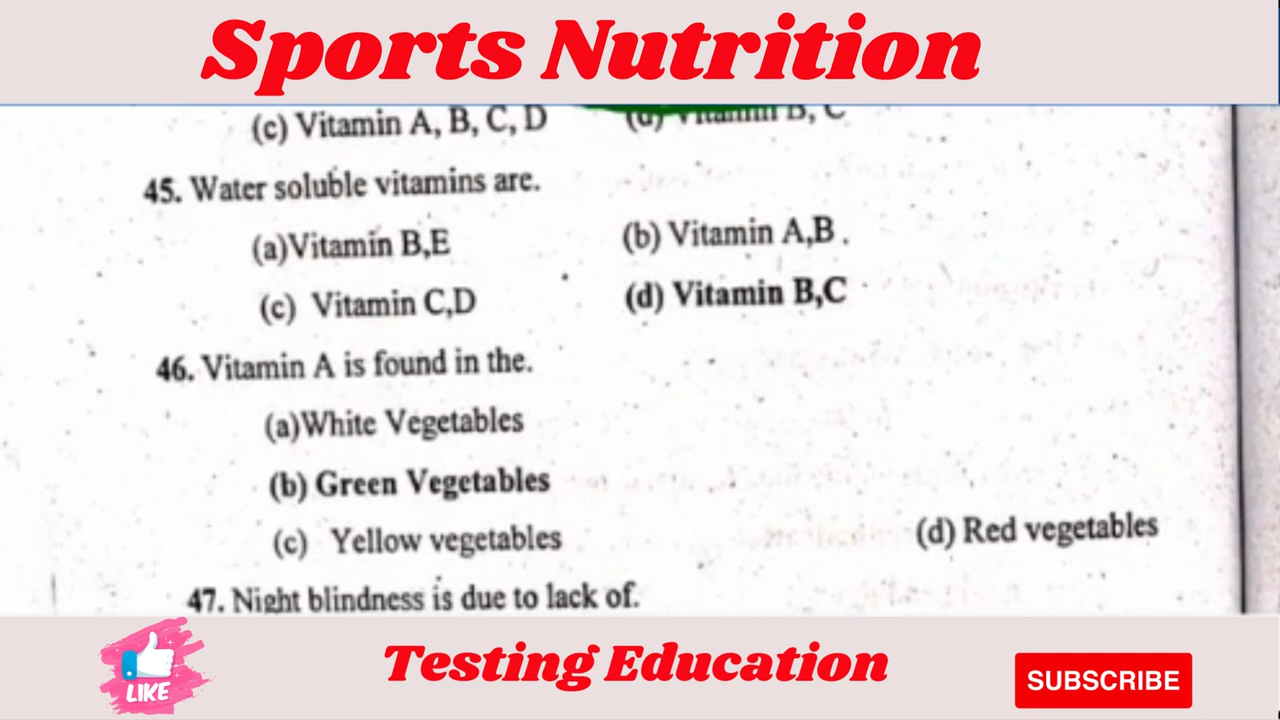 Sports Nutrition
(c) Vitamin A, B, C, D (d) Vitamin B, C
45. Water soluble vitamins are.
(a)Vitamin B,E (b) Vitamin A,B .
(c) Vitamin C,D (d) Vitamin B,C
46. Vitamin A is found in the.
(a)White Vegetables
(b) Green Vegetables
(c) Yellow vegetables (d) Red vegetables
47. Night blindness is due to lack of.
LIKE
Testing Education
SUBSCRIBE